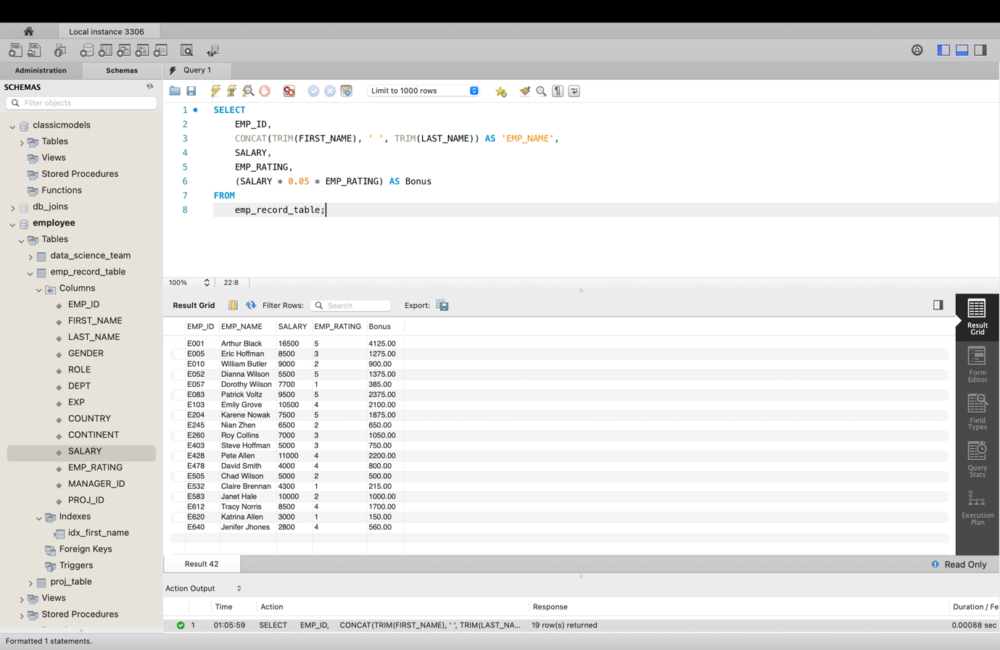 Local instance 3306
Administration
Schemas
Query 1
SCHEMAS
Filter objects
classicmodels
Tables
Views
Stored Procedures
Functions
db_joins
employee
Tables
data_science_team
emp_record_table
Columns
EMP_ID
FIRST_NAME
LAST_NAME
GENDER
ROLE
DEPT
EXP
COUNTRY
CONTINENT
SALARY
EMP_RATING
MANAGER_ID
PROJ_ID
Indexes
idx_first_name
Foreign Keys
Triggers
proj_table
Views
Stored Procedures
Limit to 1000 rows
1 SELECT
2 EMP_ID,
3 CONCAT(TRIM(FIRST_NAME), ' ', TRIM(LAST_NAME)) AS 'EMP_NAME',
4 SALARY,
5 EMP_RATING,
6 (SALARY * 0.05 * EMP_RATING) AS Bonus
7 FROM
8 emp_record_table;
100% 22:8
Result Grid Filter Rows: Search Export:
EMP_ID EMP_NAME SALARY EMP_RATING Bonus
E001 Arthur Black 16500 5 4125.00
E005 Eric Hoffman 8500 3 1275.00
E010 William Butler 9000 2 900.00
E052 Dianna Wilson 5500 5 1375.00
E057 Dorothy Wilson 7700 1 385.00
E083 Patrick Voltz 9500 5 2375.00
E103 Emily Grove 10500 4 2100.00
E204 Karene Nowak 7500 5 1875.00
E245 Nian Zhen 6500 2 650.00
E260 Roy Collins 7000 3 1050.00
E403 Steve Hoffman 5000 3 750.00
E428 Pete Allen 11000 4 2200.00
E478 David Smith 4000 4 800.00
E505 Chad Wilson 5000 2 500.00
E532 Claire Brennan 4300 1 215.00
E583 Janet Hale 10000 2 1000.00
E612 Tracy Norris 8500 4 1700.00
E620 Katrina Allen 3000 1 150.00
E640 Jenifer Jhones 2800 4 560.00
Result
Grid
Form
Editor
Field
Types
Query
Stats
Execution
Plan
Result 42
Read Only
Action Output
Time Action Response Duration / Fe
1 01:05:59 SELECT EMP_ID, CONCAT(TRIM(FIRST_NAME), ' ', TRIM(LAST_NA... 19 row(s) returned 0.00088 sec
Formatted 1 statements.